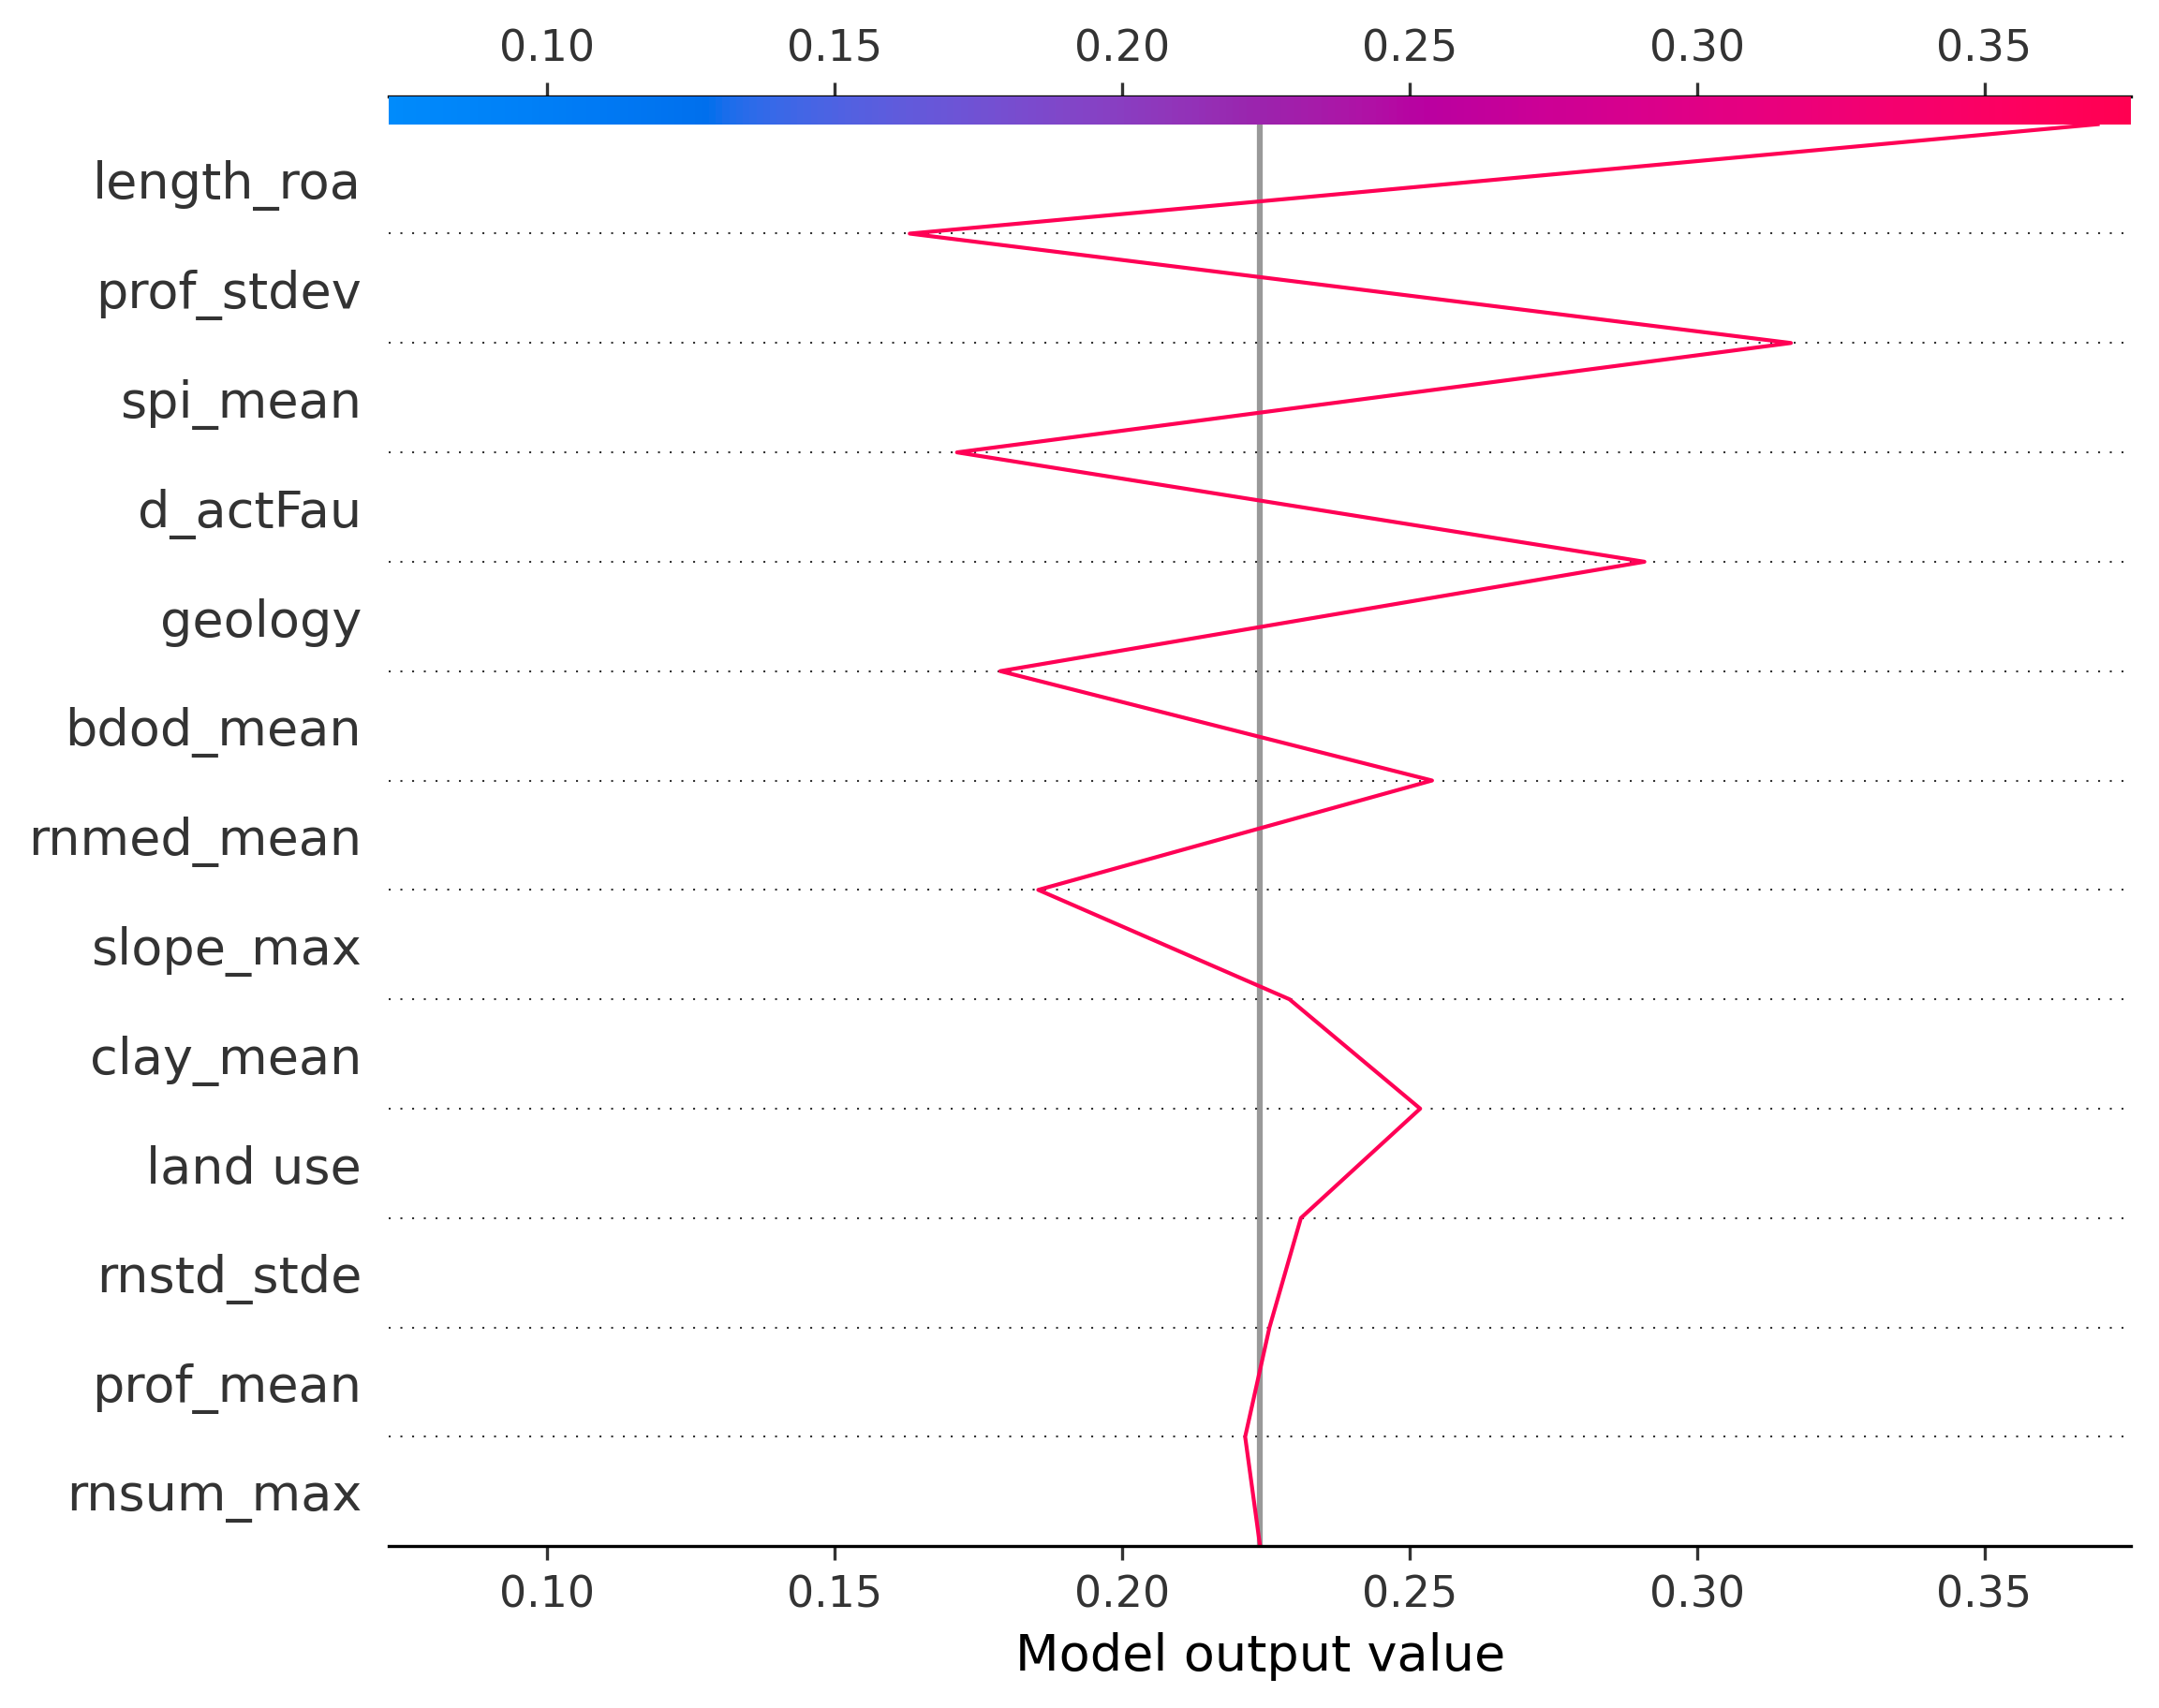 0.10 0.15 0.20 0.25 0.30 0.35
length_roa
prof_stdev
spi_mean
d_actFau
geology
bdod_mean
rnmed_mean
slope_max
clay_mean
land use
rnstd_stde
prof_mean
rnsum_max
0.10 0.15 0.20 0.25 0.30 0.35
Model output value